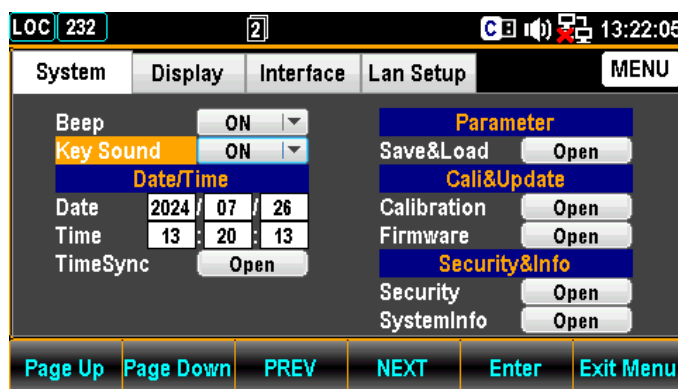 LOC 232 2 C 13:22:05
System Display Interface Lan Setup MENU
Beep ON
Key Sound ON
Date/Time
Date 2024 / 07 / 26
Time 13 : 20 : 13
TimeSync Open
Parameter
Save&Load Open
Cali&Update
Calibration Open
Firmware Open
Security&Info
Security Open
SystemInfo Open
Page Up Page Down PREV NEXT Enter Exit Menu